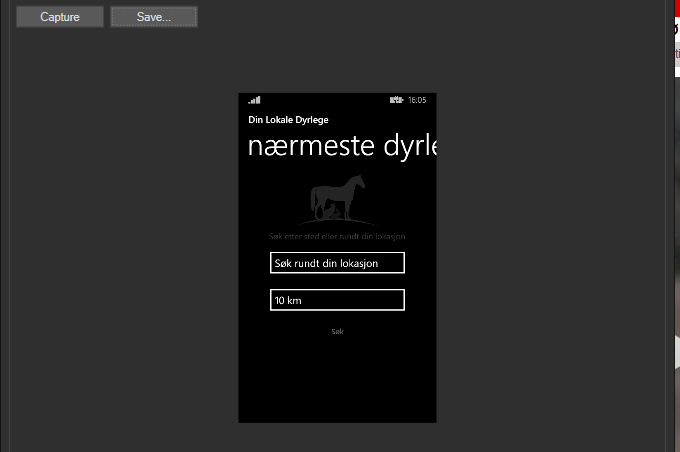 Capture Save...
16:05
Din Lokale Dyrlege
nærmeste dyrle
Søk etter sted eller rundt din lokasjon
Søk rundt din lokasjon
10 km
Søk